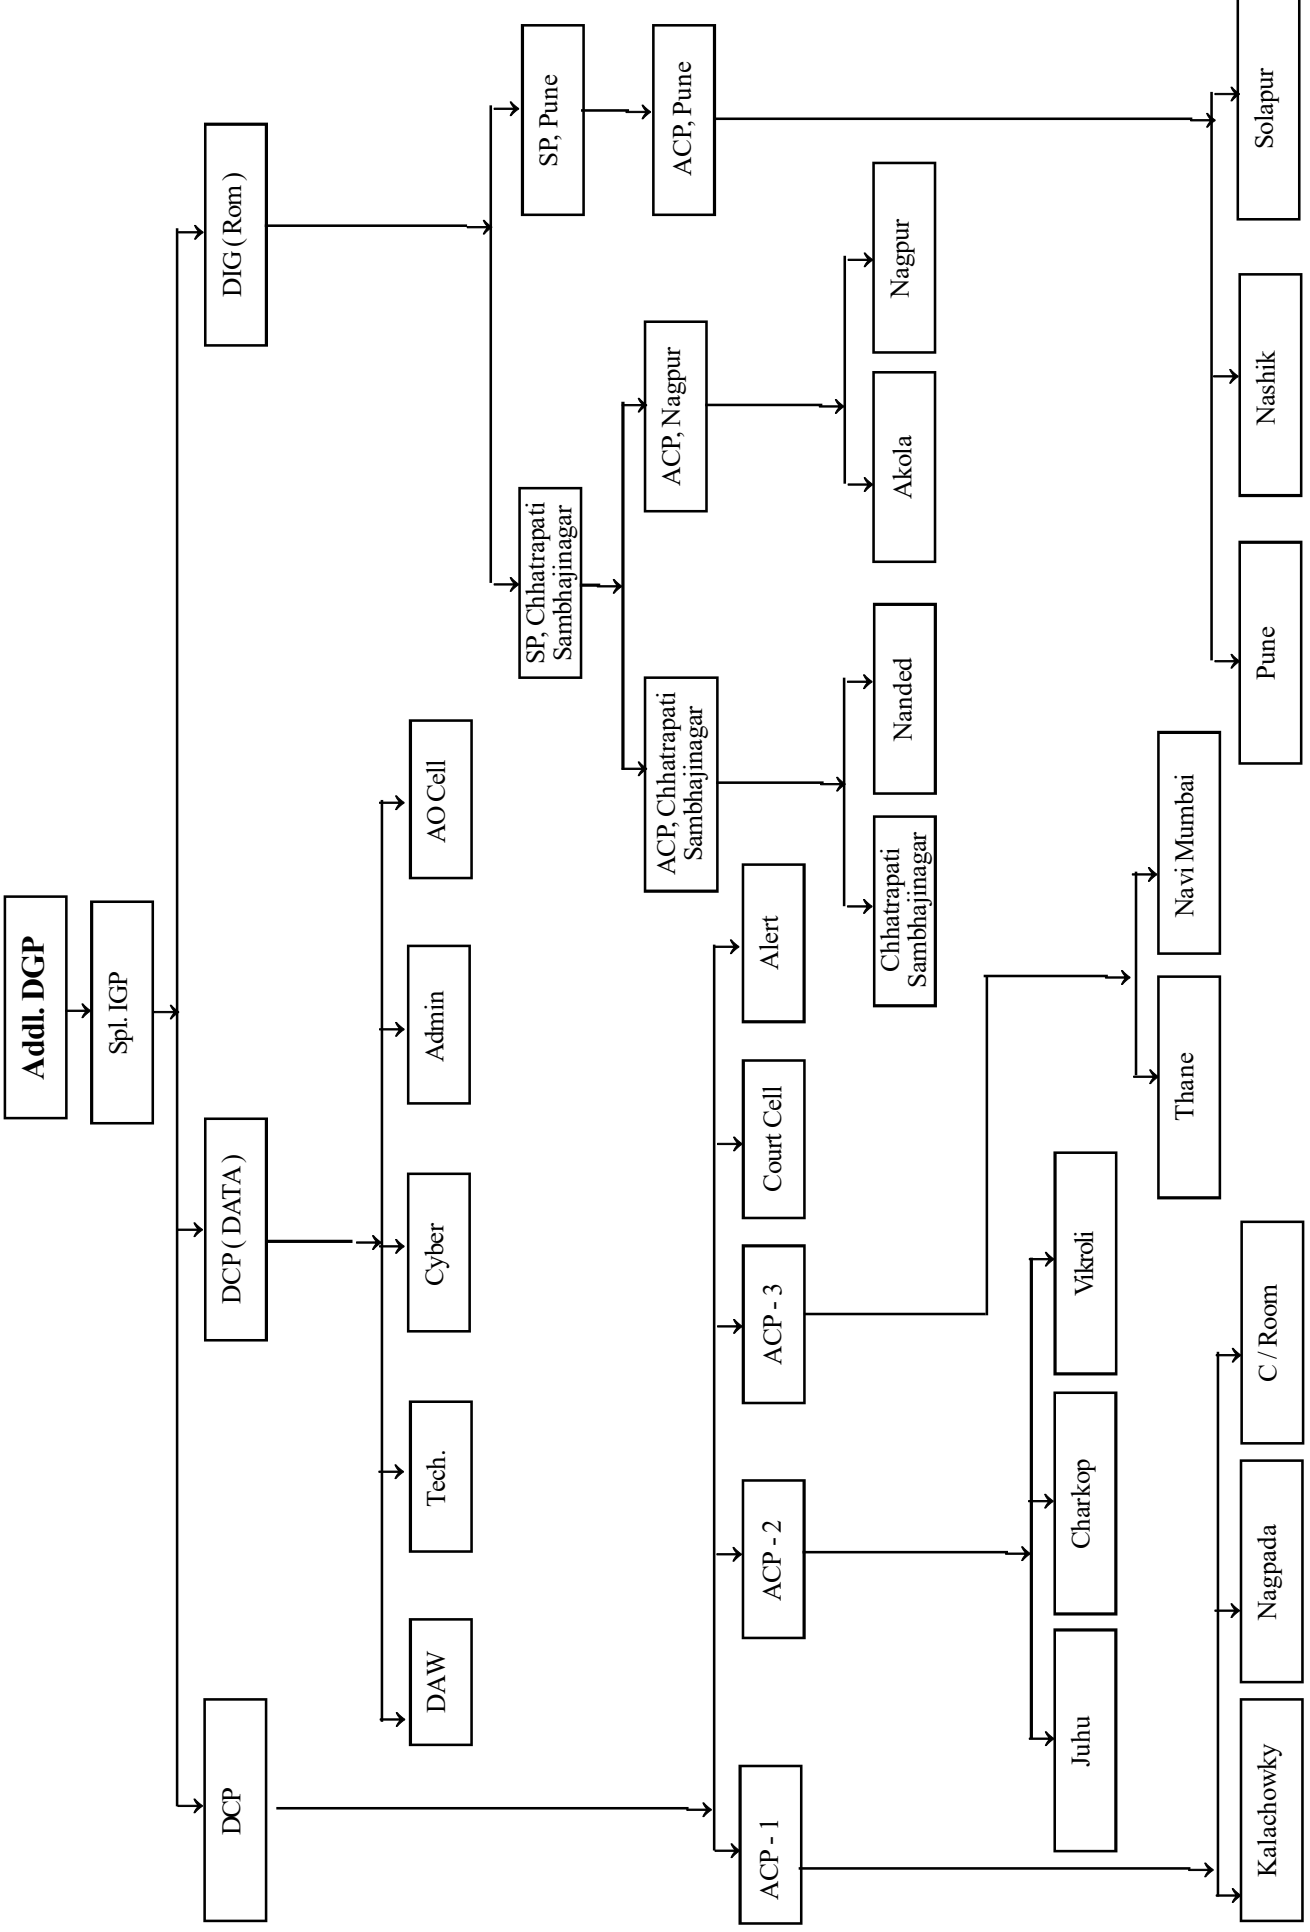 Addl. DGP
Spl. IGP
DCP
DCP ( DATA )
DIG ( Rom )
DAW
Tech.
Cyber
Admin
AO Cell
SP, Chhatrapati
Sambhajinagar
SP, Pune
ACP, Chhatrapati
Sambhajinagar
ACP, Nagpur
ACP, Pune
ACP - 1
ACP - 2
ACP - 3
Court Cell
Alert
Chhatrapati
Sambhajinagar
Nanded
Akola
Nagpur
Juhu
Charkop
Vikroli
Thane
Navi Mumbai
Kalachowky
Nagpada
C / Room
Pune
Nashik
Solapur